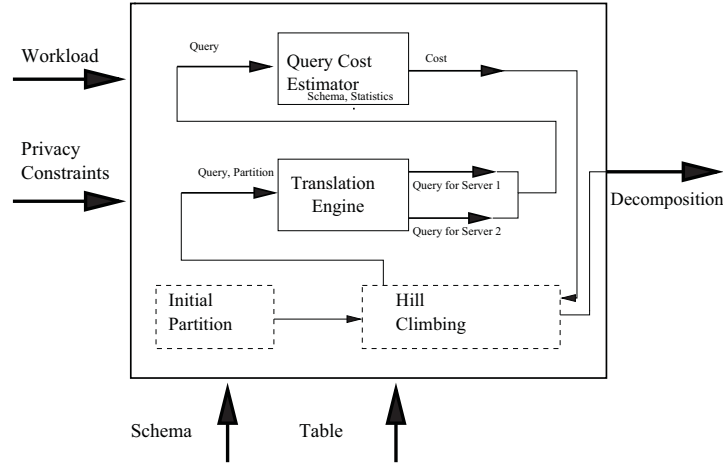 Workload
Privacy
Constraints
Query
Query Cost
Estimator
Schema, Statistics
Cost
Query, Partition
Translation
Engine
Query for Server 1
Query for Server 2
Decomposition
Initial
Partition
Hill
Climbing
Schema
Table